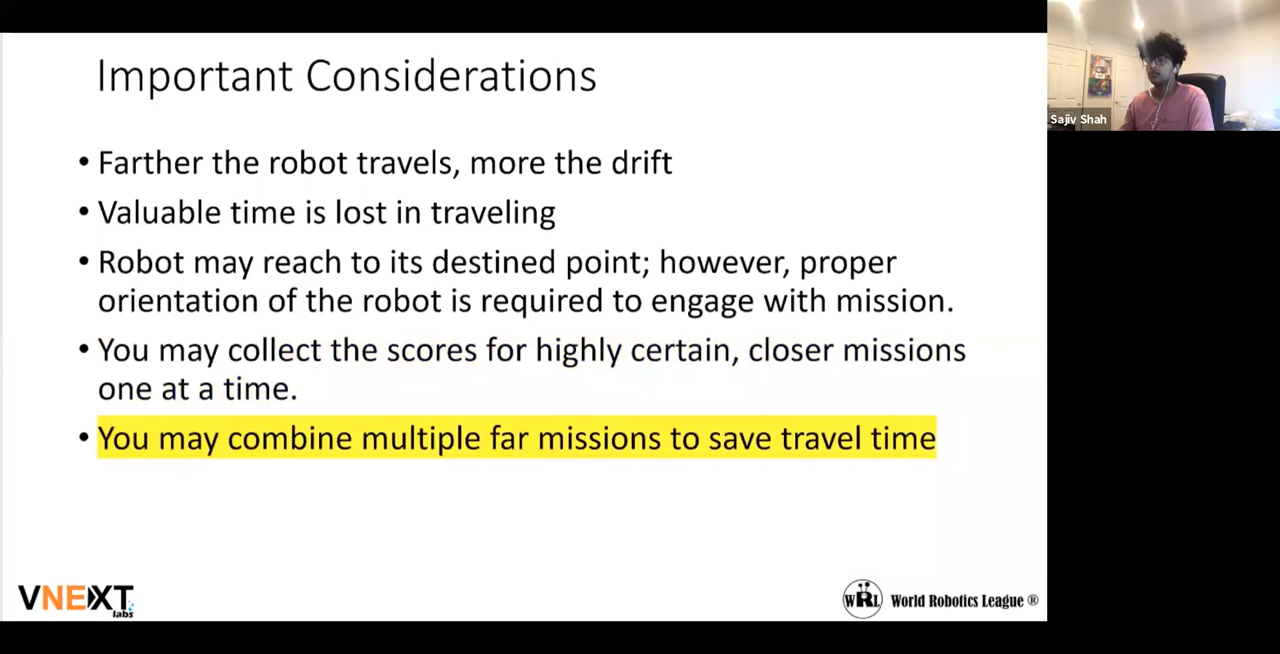 Important Considerations
• Farther the robot travels, more the drift
• Valuable time is lost in traveling
• Robot may reach to its destined point; however, proper
orientation of the robot is required to engage with mission.
• You may collect the scores for highly certain, closer missions
one at a time.
• You may combine multiple far missions to save travel time
VNEXT
labs
WRL World Robotics League ®
Sajiv Shah